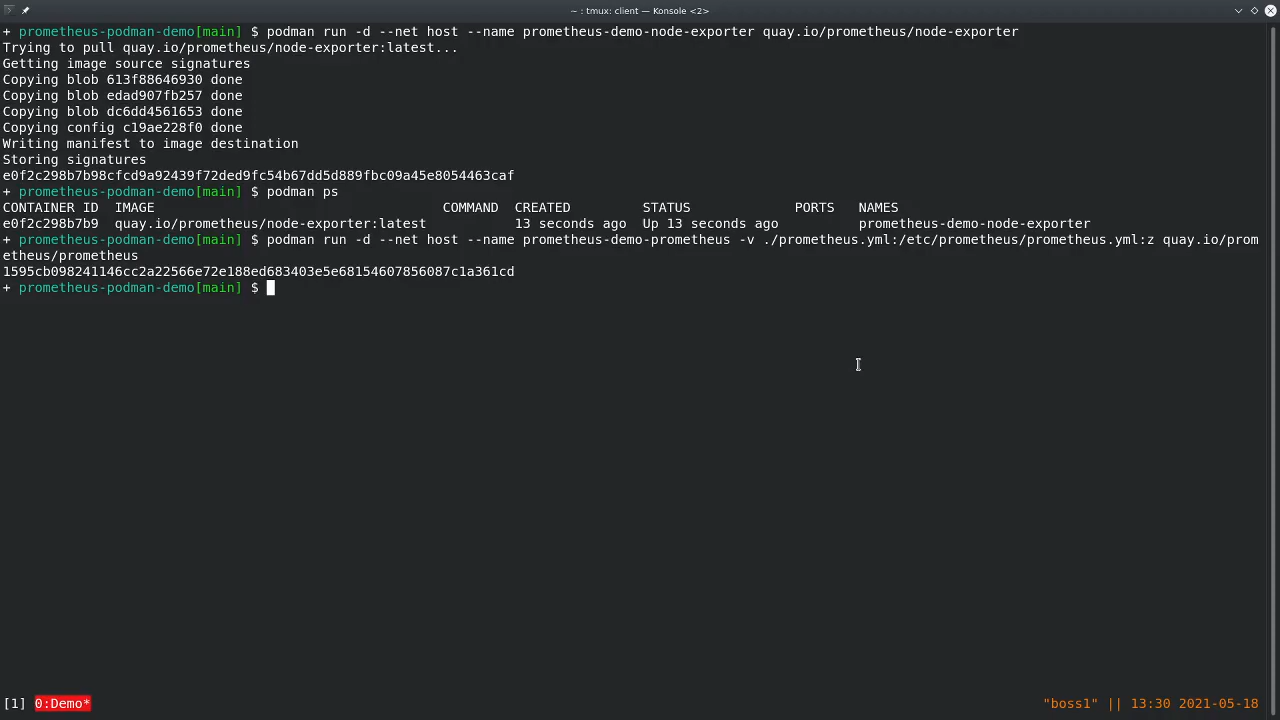 ~ : tmux: client — Konsole <2>
+ prometheus-podman-demo[main] $ podman run -d --net host --name prometheus-demo-node-exporter quay.io/prometheus/node-exporter
Trying to pull quay.io/prometheus/node-exporter:latest...
Getting image source signatures
Copying blob 613f88646930 done
Copying blob edad907fb257 done
Copying blob dc6dd4561653 done
Copying config c19ae228f0 done
Writing manifest to image destination
Storing signatures
e0f2c298b7b98cfcd9a92439f72ded9fc54b67dd5d889fbc09a45e8054463caf
+ prometheus-podman-demo[main] $ podman ps
CONTAINER ID  IMAGE                                    COMMAND  CREATED         STATUS             PORTS   NAMES
e0f2c298b7b9  quay.io/prometheus/node-exporter:latest           13 seconds ago  Up 13 seconds ago          prometheus-demo-node-exporter
+ prometheus-podman-demo[main] $ podman run -d --net host --name prometheus-demo-prometheus -v ./prometheus.yml:/etc/prometheus/prometheus.yml:z quay.io/prom
etheus/prometheus
1595cb098241146cc2a22566e72e188ed683403e5e68154607856087c1a361cd
+ prometheus-podman-demo[main] $
[1] 0:Demo* "boss1" || 13:30 2021-05-18